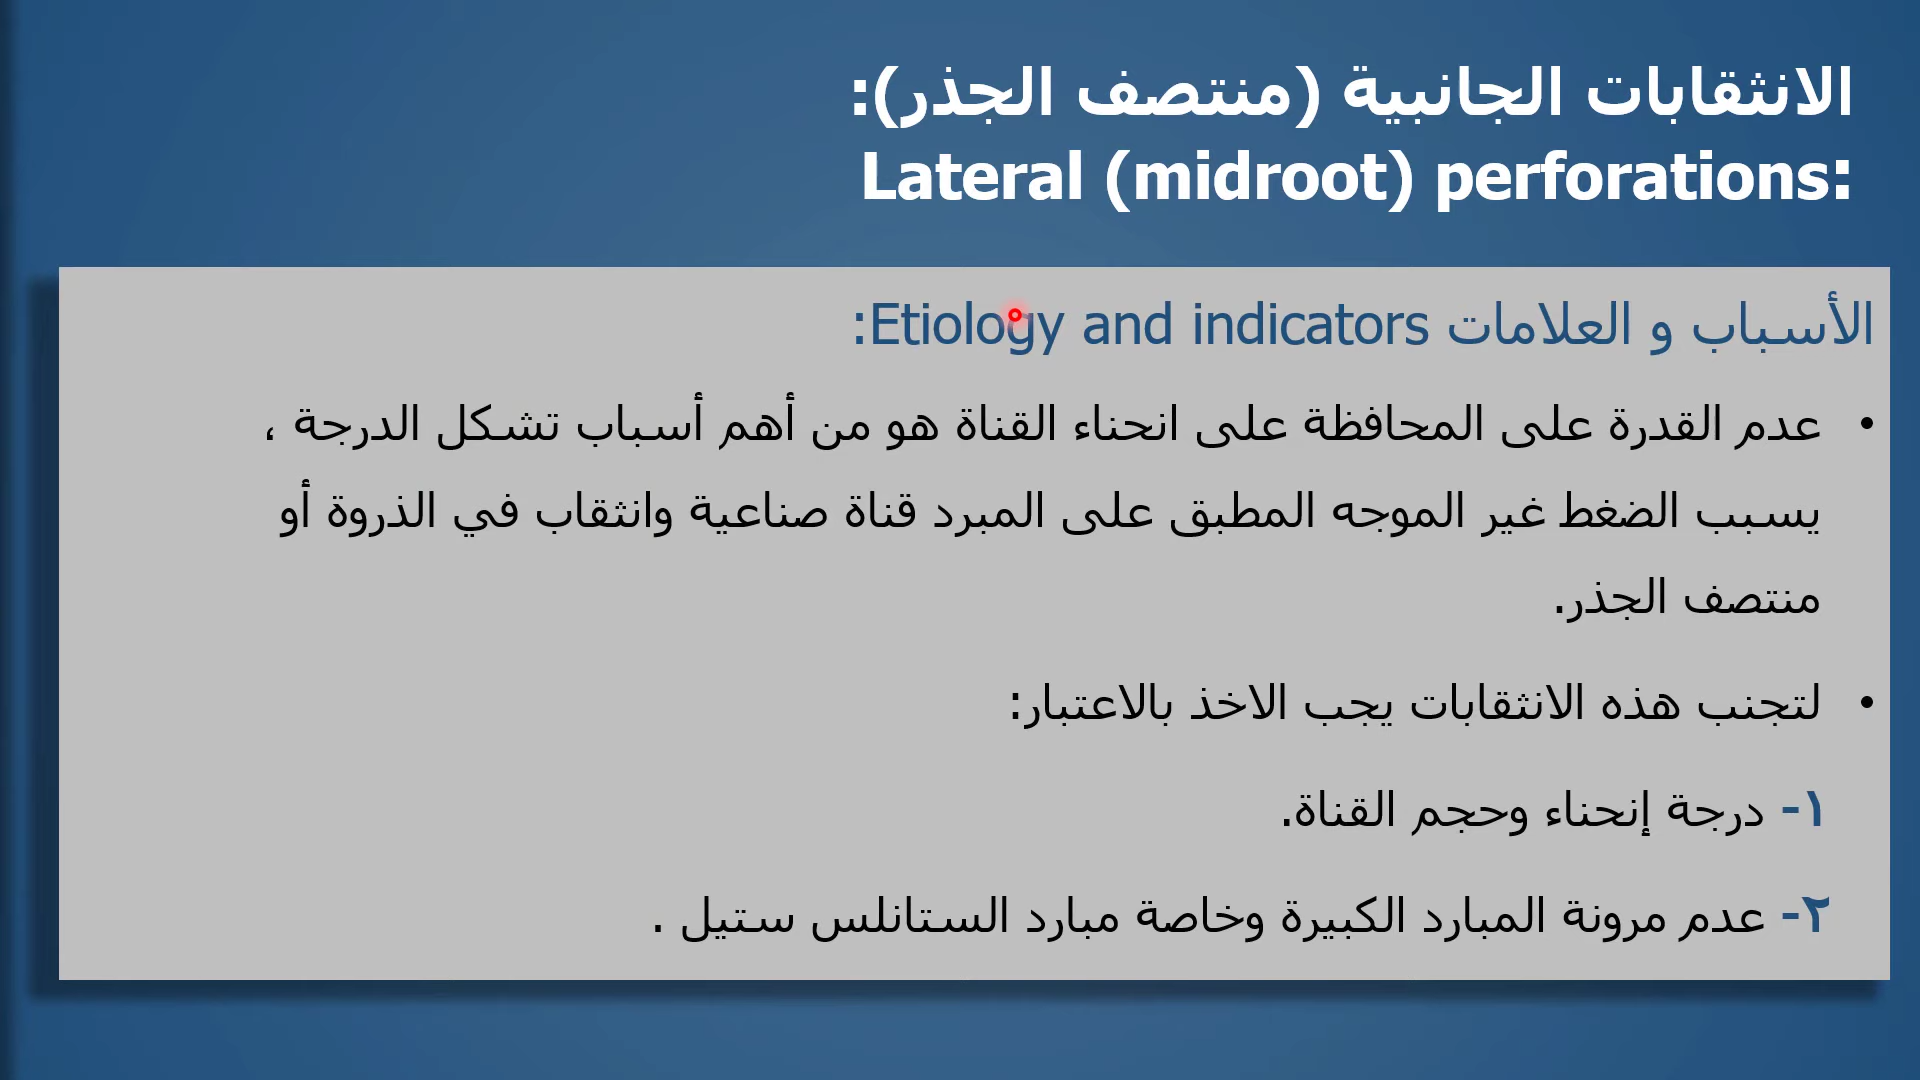 الانثقابات الجانبية (منتصف الجذر):
Lateral (midroot) perforations:
الأسباب و العلامات Etiology and indicators:
• عدم القدرة على المحافظة على انحناء القناة هو من أهم أسباب تشكل الدرجة ،
يسبب الضغط غير الموجه المطبق على المبرد قناة صناعية وانثقاب في الذروة أو
منتصف الجذر.
• لتجنب هذه الانثقابات يجب الاخذ بالاعتبار:
١- درجة إنحناء وحجم القناة.
٢- عدم مرونة المبارد الكبيرة وخاصة مبارد الستانلس ستيل .